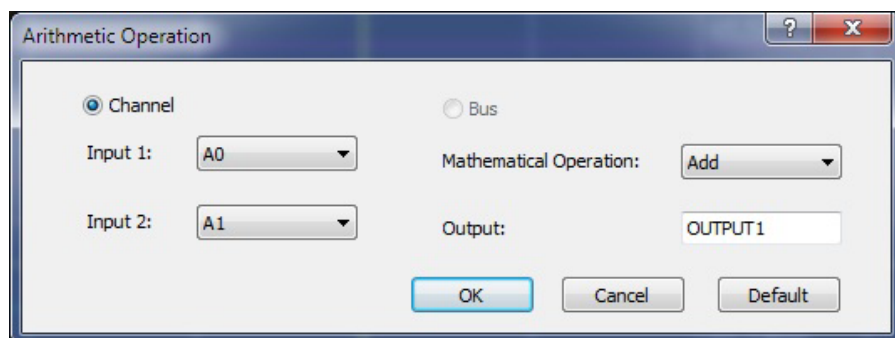 Arithmetic Operation
?
Channel
Bus
Input 1:
A0
Mathematical Operation:
Add
Input 2:
A1
Output:
OUTPUT1
OK
Cancel
Default